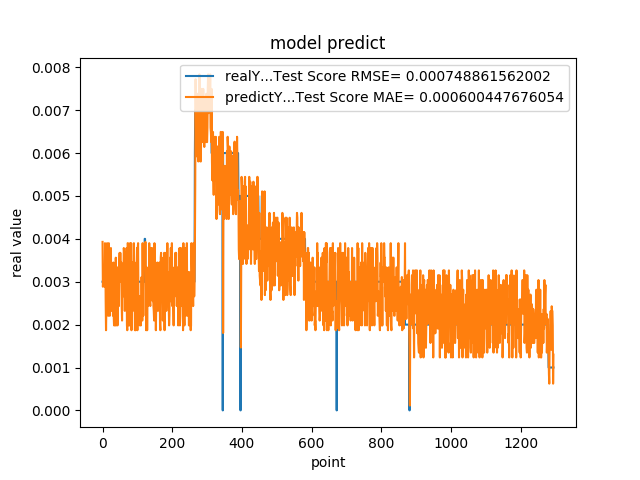 model predict
realY...Test Score RMSE= 0.000748861562002
predictY...Test Score MAE= 0.000600447676054
real value
0.008
0.007
0.006
0.005
0.004
0.003
0.002
0.001
0.000
0 200 400 600 800 1000 1200
point